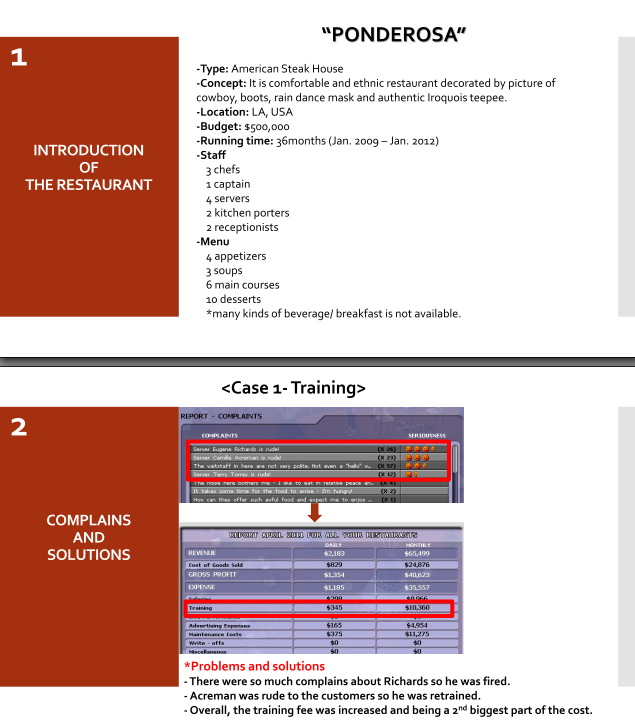 "PONDEROSA"
1
INTRODUCTION
OF
THE RESTAURANT
-Type: American Steak House
-Concept: It is comfortable and ethnic restaurant decorated by picture of
cowboy, boots, rain dance mask and authentic Iroquois teepee.
-Location: LA, USA
-Budget: $500,000
-Running time: 36months (Jan. 2009 – Jan. 2012)
-Staff
3 chefs
1 captain
4 servers
2 kitchen porters
2 receptionists
-Menu
4 appetizers
3 soups
6 main courses
10 desserts
*many kinds of beverage/ breakfast is not available.
<Case 1- Training>
2
COMPLAINS
AND
SOLUTIONS
REPORT - COMPLAINTS
COMPLAINTS SERIOUSNESS
Server Eugene Richards is rude! (X 26)
Server Camilla Acreman is rude! (X 23)
The waitstaff in here are not very polite. Not even a "hello" w... (X 57)
Server Terry Torres is rude! (X 12)
The noise here bothers me - I like to eat in relative peace an...
It takes some time for the food to arrive - I'm hungry! (X 2)
How can they offer such awful food and expect me to enjoy ... (X 1)
REPORT APRIL 2011 FOR ALL YOUR RESTAURANTS
DAILY MONTHLY
REVENUE $2,183 $65,499
Cost of Goods Sold $829 $24,876
GROSS PROFIT $1,354 $40,623
EXPENSE $1,185 $35,557
Salaries $298 $8,966
Training $345 $10,360
Advertising Expenses $165 $4,954
Maintenance Costs $375 $11,275
Write - offs $0 $0
Miscellaneous $0 $0
*Problems and solutions
- There were so much complains about Richards so he was fired.
- Acreman was rude to the customers so he was retrained.
- Overall, the training fee was increased and being a 2nd biggest part of the cost.